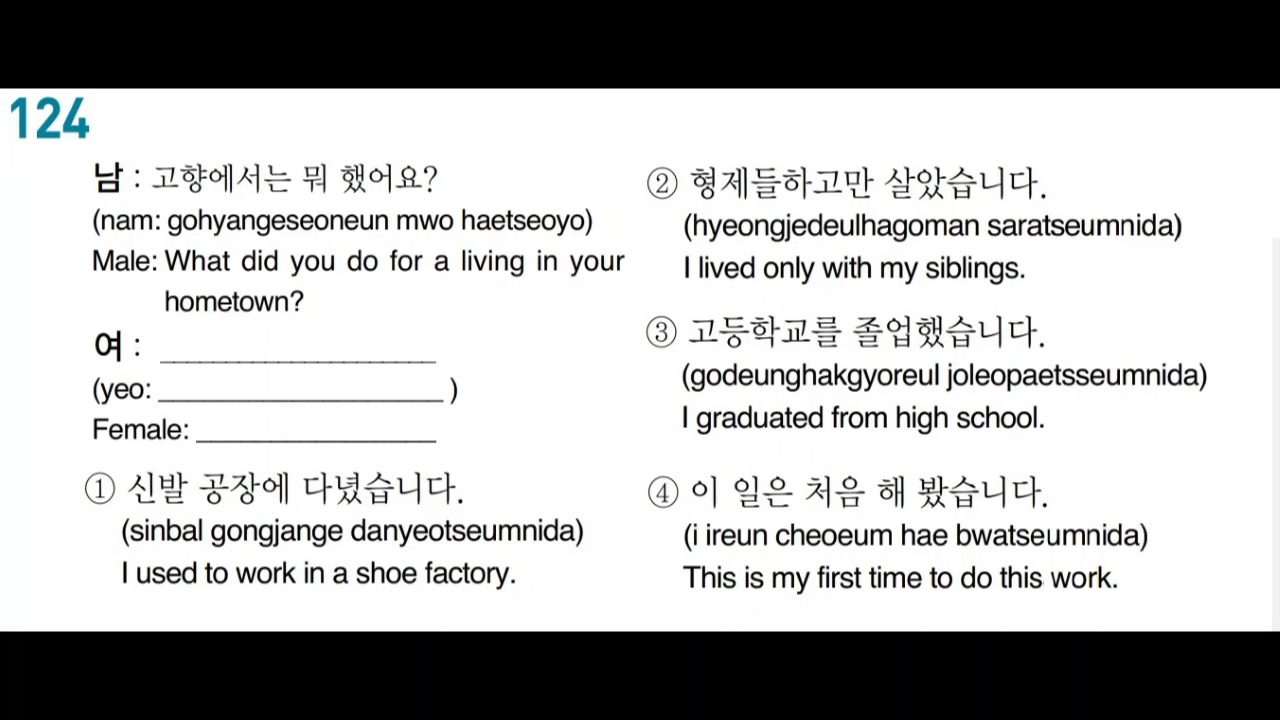 124
남 : 고향에서는 뭐 했어요?
(nam: gohyangeseoneun mwo haetseoyo)
Male: What did you do for a living in your
hometown?
여 : ____________________
(yeo: ____________________ )
Female: ____________________
① 신발 공장에 다녔습니다.
(sinbal gongjange danyeotseumnida)
I used to work in a shoe factory.
② 형제들하고만 살았습니다.
(hyeongjedeulhagoman saratseumnida)
I lived only with my siblings.
③ 고등학교를 졸업했습니다.
(godeunghakgyoreul joleopaetsseumnida)
I graduated from high school.
④ 이 일은 처음 해 봤습니다.
(i ireun cheoeum hae bwatseumnida)
This is my first time to do this work.